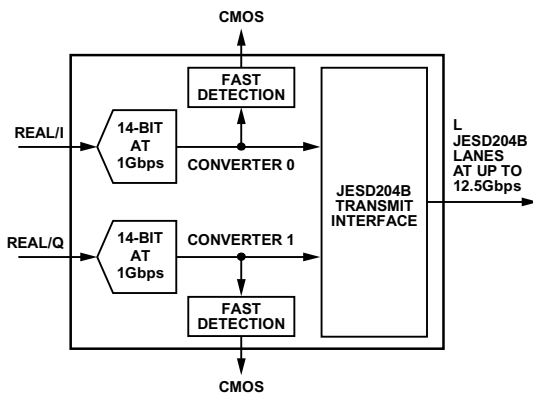 CMOS
FAST
DETECTION
REAL/I
14-BIT
AT
1Gbps
CONVERTER 0
JESD204B
TRANSMIT
INTERFACE
L
JESD204B
LANES
AT UP TO
12.5Gbps
REAL/Q
14-BIT
AT
1Gbps
CONVERTER 1
FAST
DETECTION
CMOS